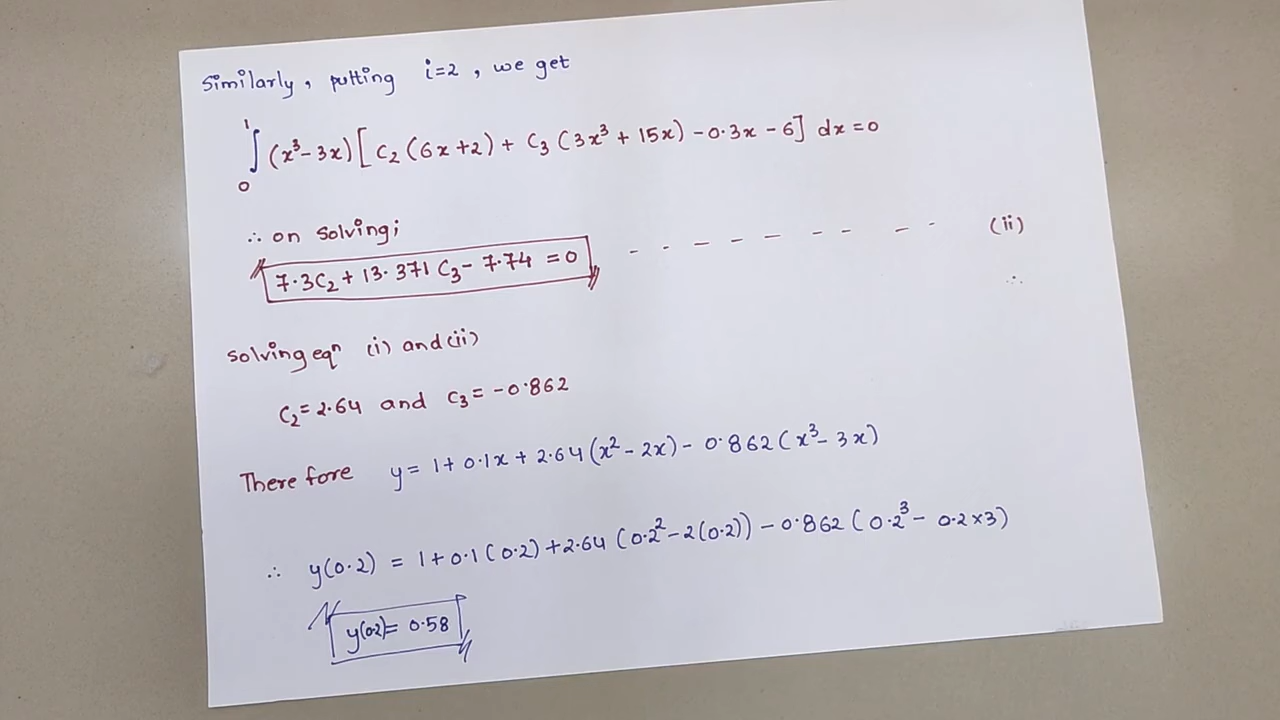 Similarly, putting i=2, we get
∫₀¹ (x³-3x)[C₂(6x+2) + C₃(3x³+15x) -0.3x-6] dx=0
∴ on solving;
7.3C₂+13.371C₃-7.74=0 - - - - - - - - (ii)
∴
Solving eqⁿ (i) and (ii)
C₂=2.64 and C₃=-0.862
There fore y= 1+0.1x+2.64(x²-2x)-0.862(x³-3x)
∴ y(0.2) = 1+0.1(0.2)+2.64(0.2²-2(0.2))-0.862(0.2³-0.2×3)
y(0.2)= 0.58